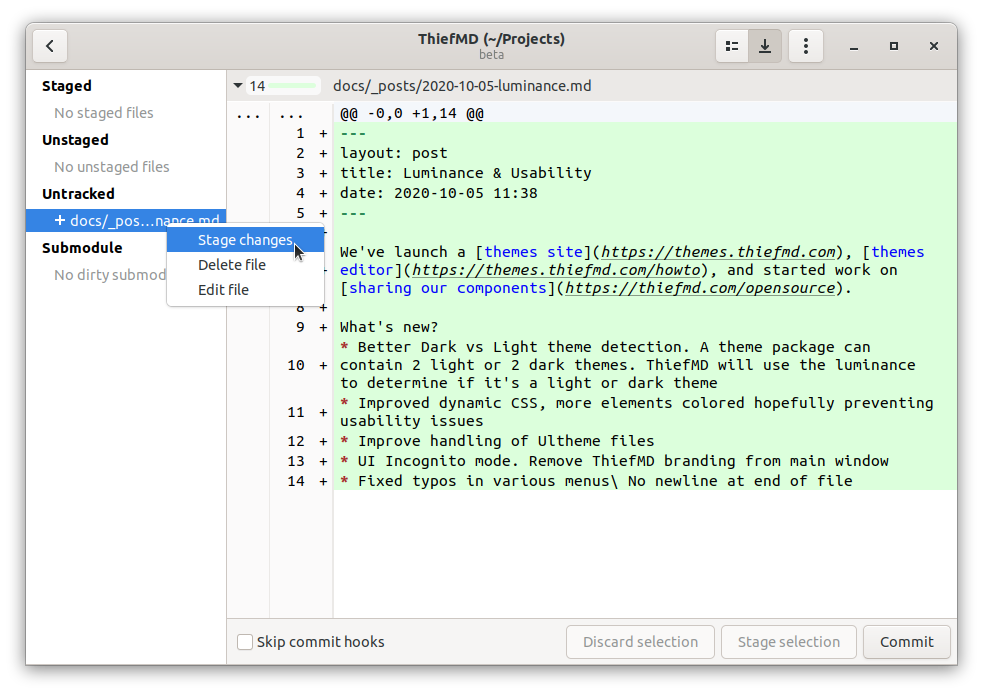 ThiefMD (~/Projects)
beta
Staged
No staged files
Unstaged
No unstaged files
Untracked
+ docs/_pos…nance.md
Submodule
No dirty submod
Stage changes
Delete file
Edit file
14
docs/_posts/2020-10-05-luminance.md
... ... @@ -0,0 +1,14 @@
1 + ---
2 + layout: post
3 + title: Luminance & Usability
4 + date: 2020-10-05 11:38
5 + ---
We've launch a [themes site](https://themes.thiefmd.com), [themes
editor](https://themes.thiefmd.com/howto), and started work on
[sharing our components](https://thiefmd.com/opensource).
8 +
9 + What's new?
* Better Dark vs Light theme detection. A theme package can
10 + contain 2 light or 2 dark themes. ThiefMD will use the luminance
to determine if it's a light or dark theme
11 + * Improved dynamic CSS, more elements colored hopefully preventing
usability issues
12 + * Improve handling of Ultheme files
13 + * UI Incognito mode. Remove ThiefMD branding from main window
14 + * Fixed typos in various menus\ No newline at end of file
Skip commit hooks
Discard selection
Stage selection
Commit